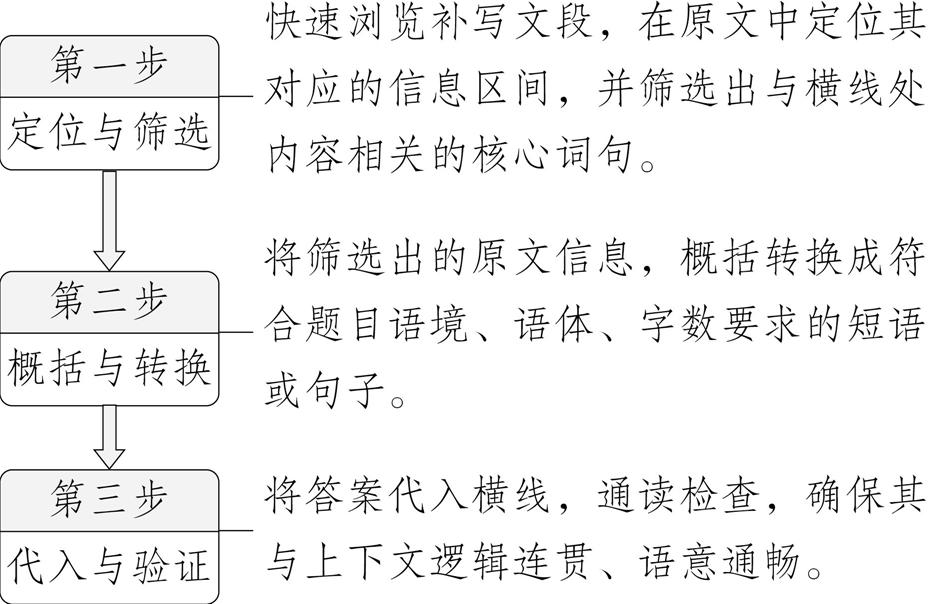 第一步
定位与筛选
快速浏览补写文段，在原文中定位其
对应的信息区间，并筛选出与横线处
内容相关的核心词句。
第二步
概括与转换
将筛选出的原文信息，概括转换成符
合题目语境、语体、字数要求的短语
或句子。
第三步
代入与验证
将答案代入横线，通读检查，确保其
与上下文逻辑连贯、语意通畅。